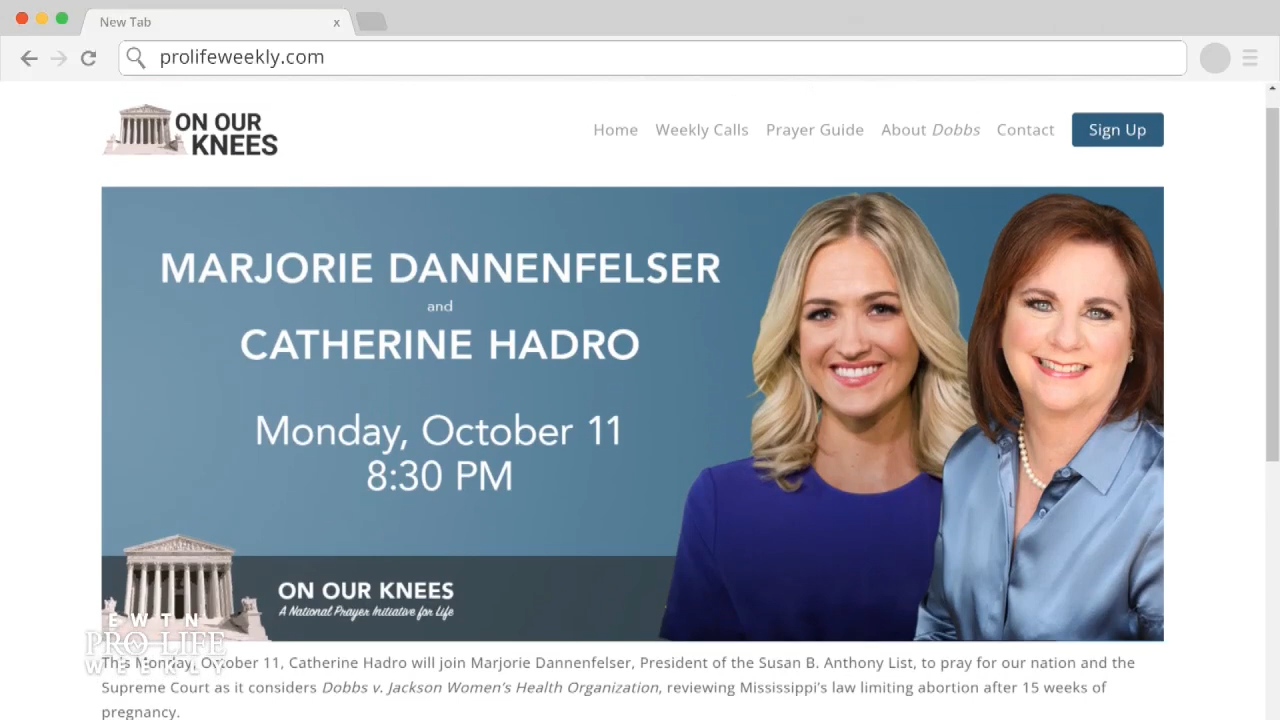 New Tab
x
prolifeweekly.com
ON OUR
KNEES
Home Weekly Calls Prayer Guide About Dobbs Contact Sign Up
MARJORIE DANNENFELSER
and
CATHERINE HADRO
Monday, October 11
8:30 PM
ON OUR KNEES
A National Prayer Initiative for Life
EWTN
PRO-LIFE
WEEKLY
This Monday, October 11, Catherine Hadro will join Marjorie Dannenfelser, President of the Susan B. Anthony List, to pray for our nation and the
Supreme Court as it considers Dobbs v. Jackson Women's Health Organization, reviewing Mississippi's law limiting abortion after 15 weeks of
pregnancy.